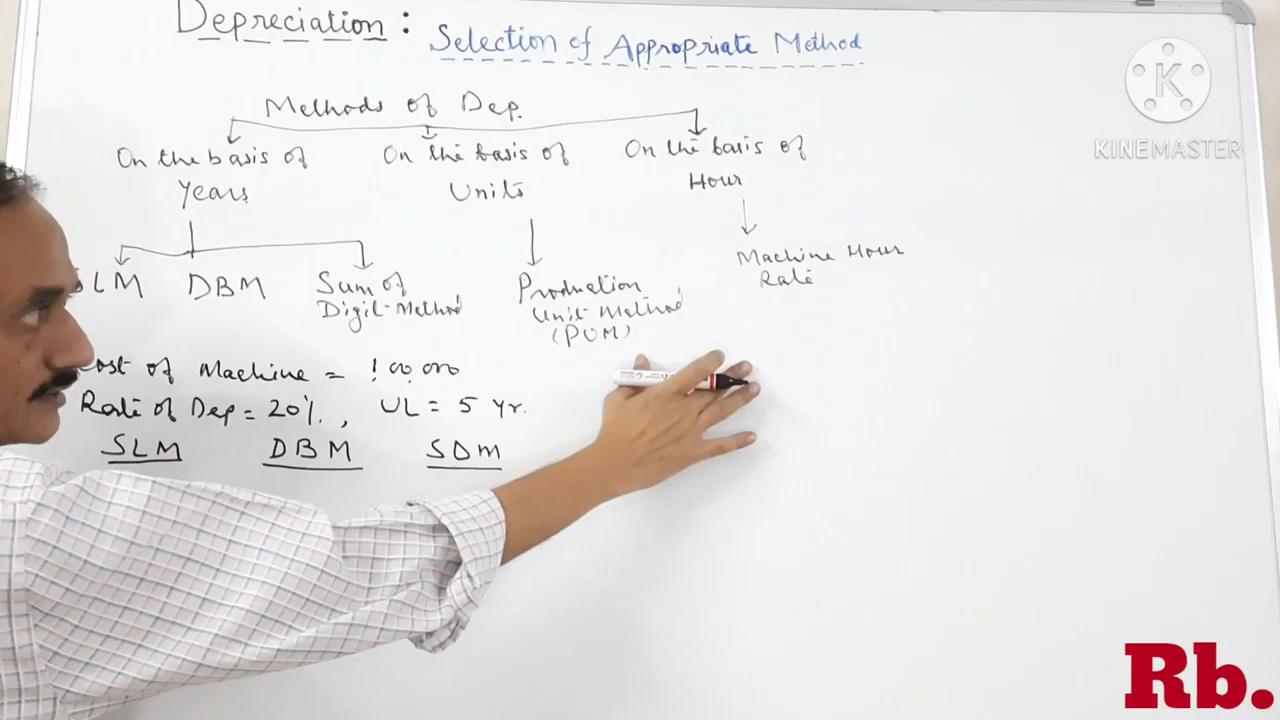 Depreciation : Selection of Appropriate Method
Methods of Dep.
On the basis of Years
On the basis of Units
On the basis of Hour
SLM
DBM
Sum of
Digit Method
Production
Unit Method
(PUM)
Machine Hour
Rate
Cost of Machine = 1,00,000
Rate of Dep = 20%, UL = 5 yr.
SLM DBM SDM
KINEMASTER
Rb.